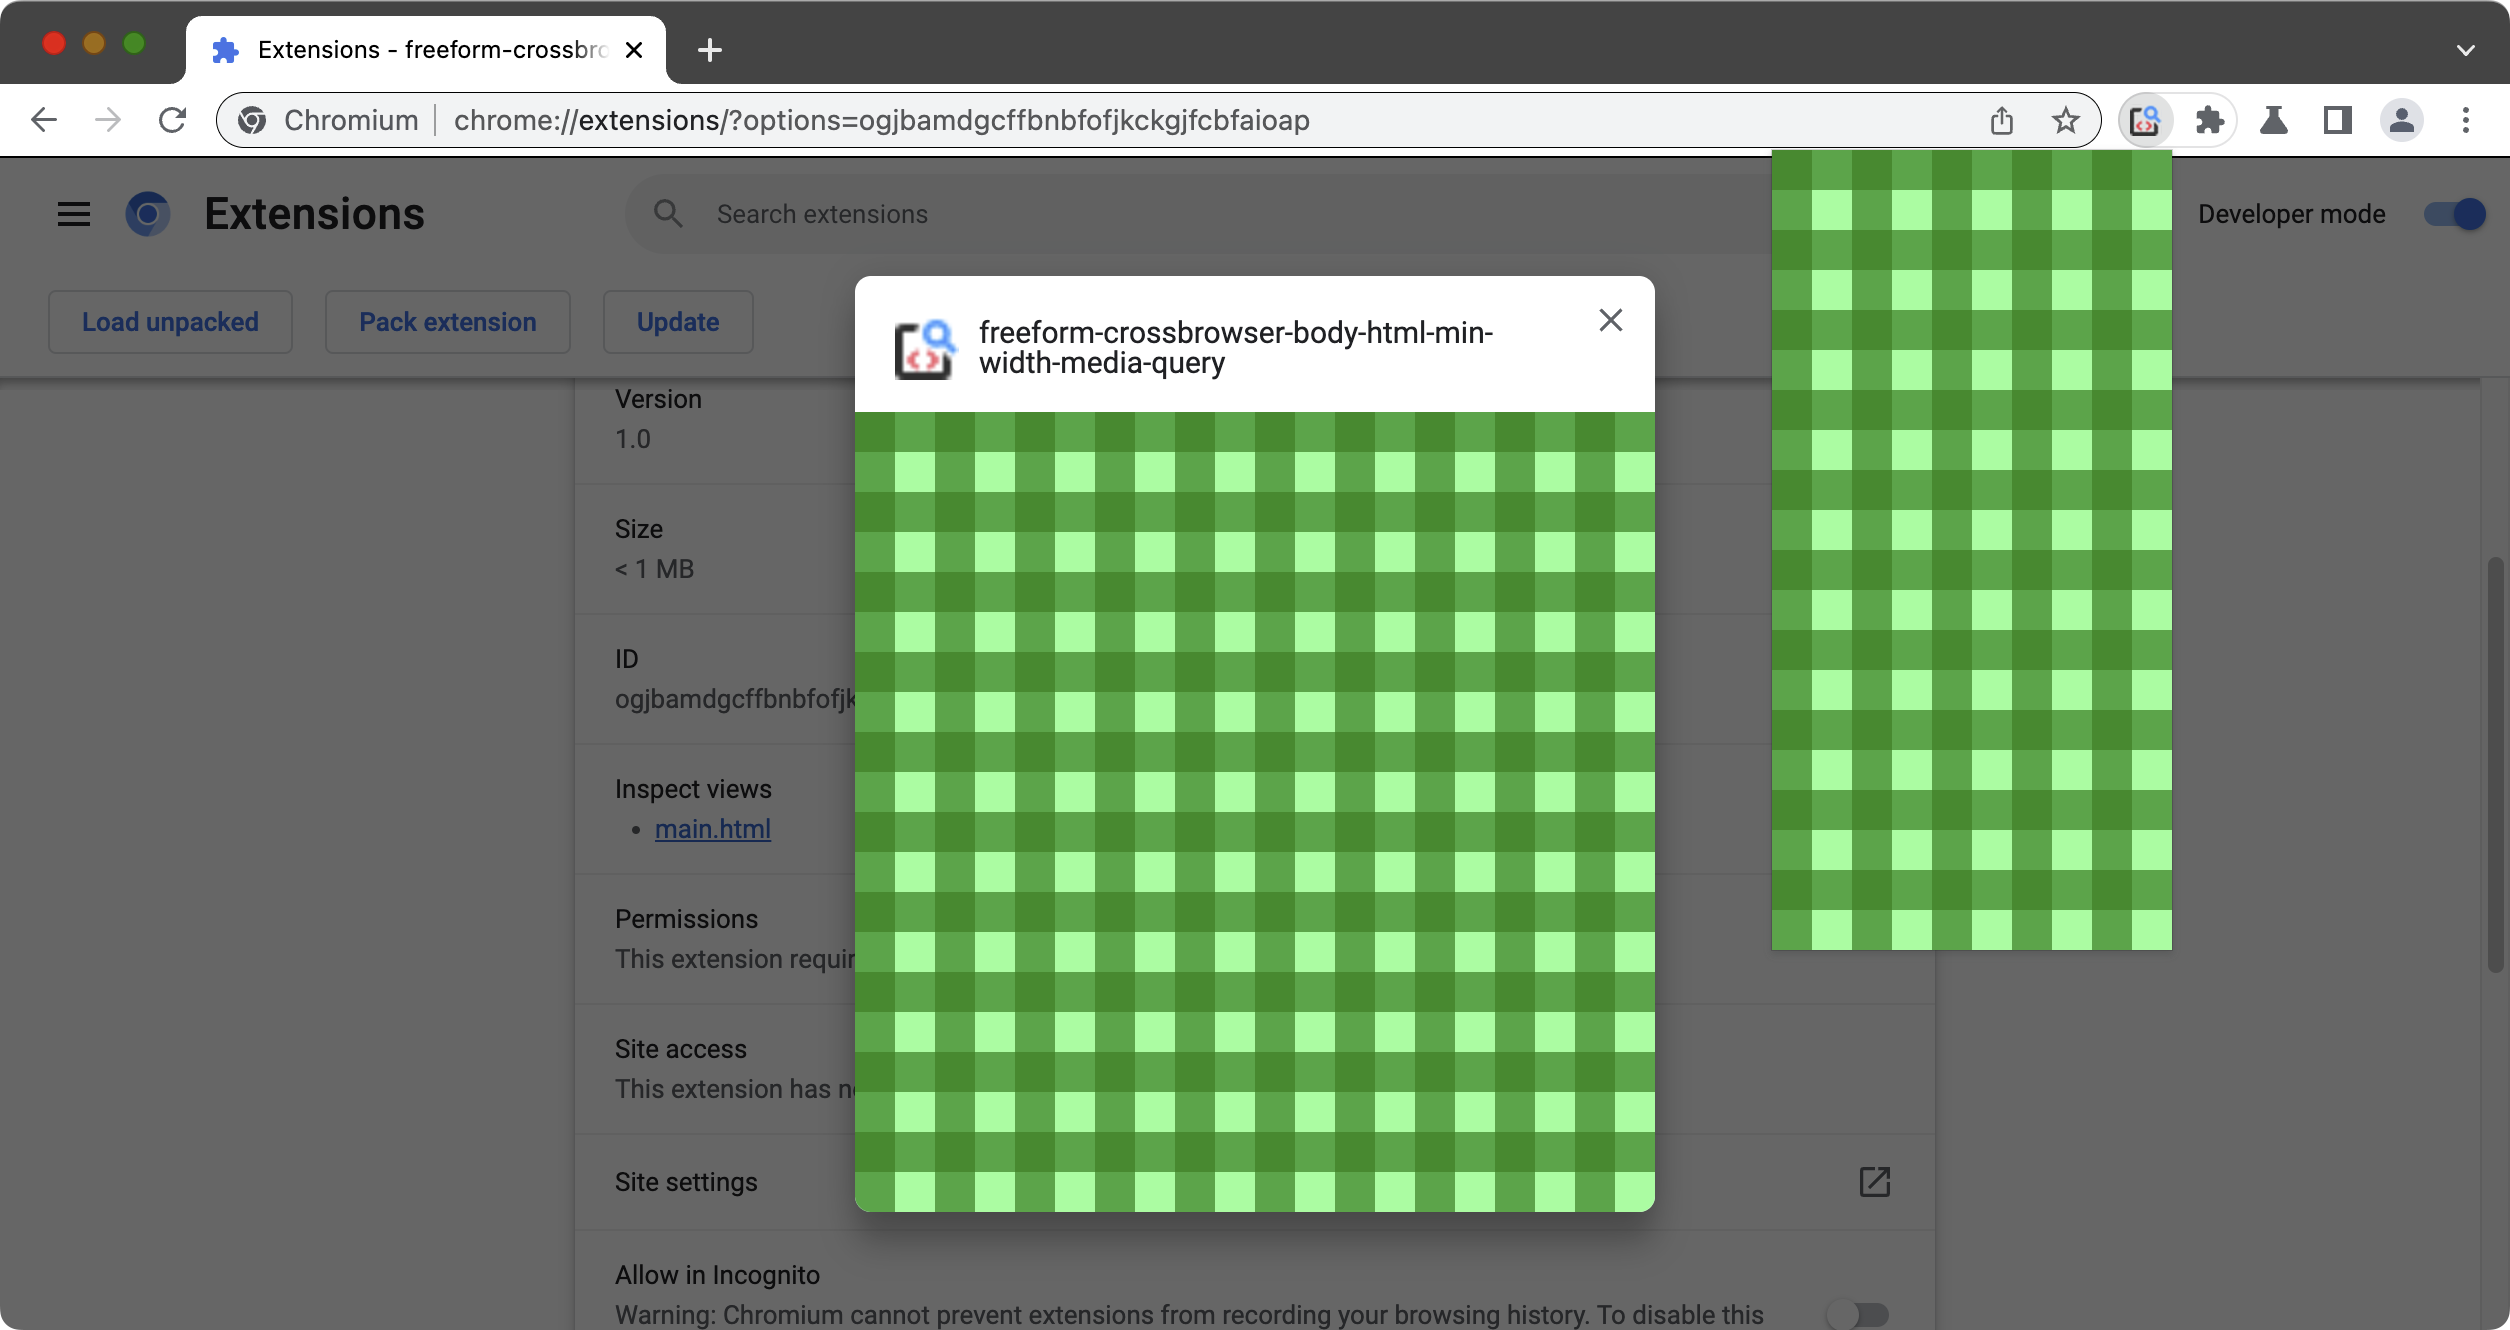 Extensions - freeform-crossbro
Chromium
chrome://extensions/?options=ogjbamdgcffbnbfofjkckgjfcbfaioap
Extensions
Search extensions
Developer mode
Load unpacked
Pack extension
Update
freeform-crossbrowser-body-html-min-
width-media-query
Version
1.0
Size
< 1 MB
ID
ogjbamdgcffbnbfofjk
Inspect views
main.html
Permissions
This extension requir
Site access
This extension has n
Site settings
Allow in Incognito
Warning: Chromium cannot prevent extensions from recording your browsing history. To disable this